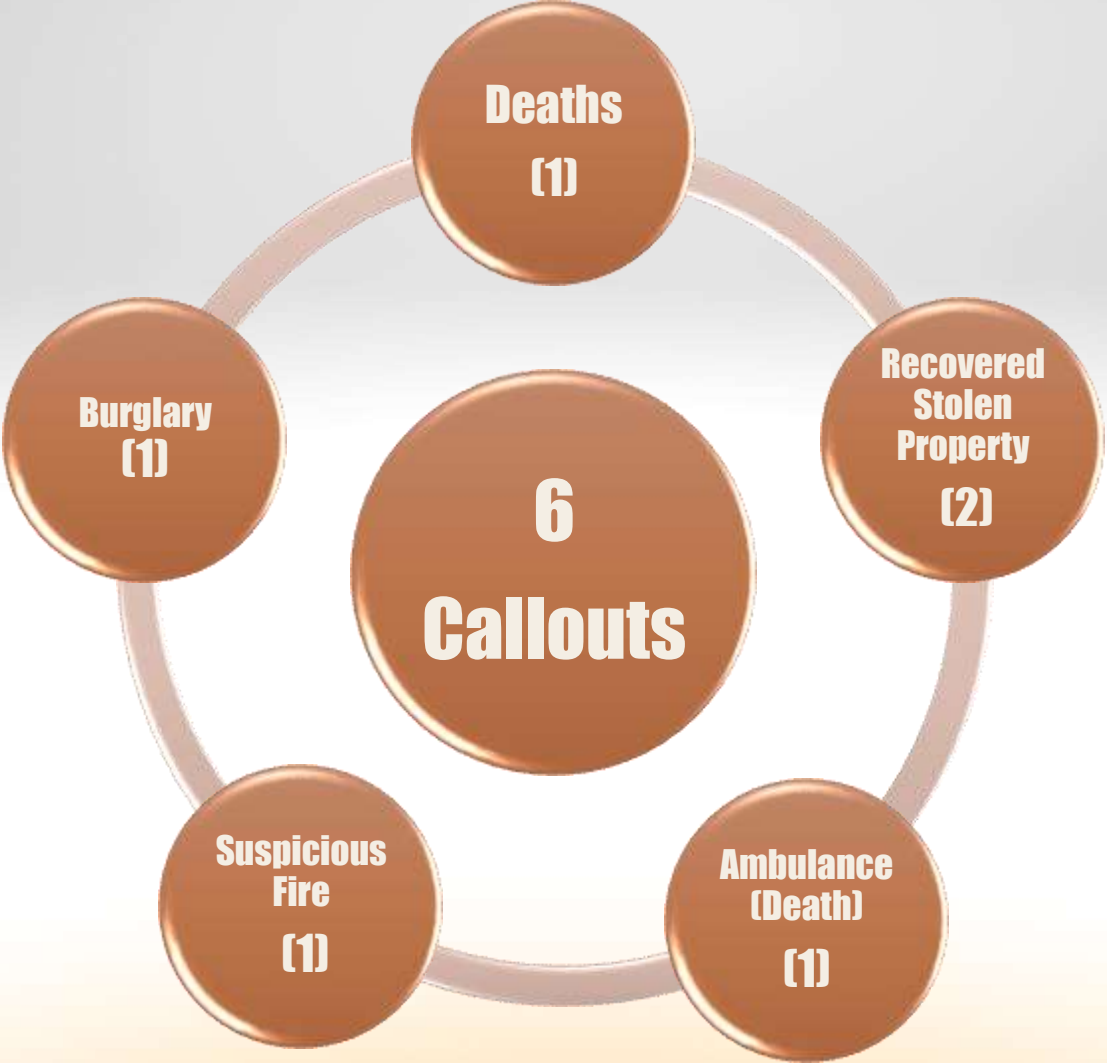 Deaths
(1)
Recovered
Stolen
Property
(2)
Ambulance
(Death)
(1)
Suspicious
Fire
(1)
Burglary
(1)
6
Callouts